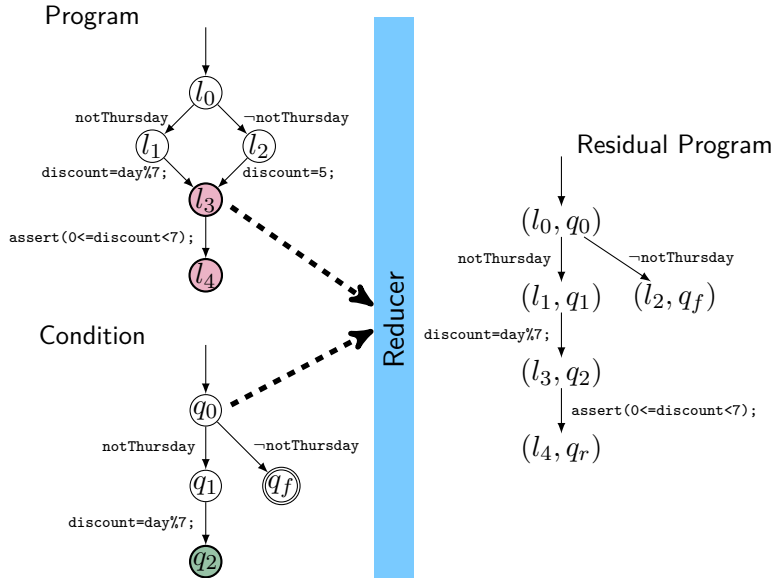 Program
l0
notThursday ¬notThursday
l1 l2
discount=day%7; discount=5;
l3
assert(0<=discount<7);
l4
Condition
q0
notThursday ¬notThursday
q1 qf
discount=day%7;
q2
Reducer
Residual Program
(l0, q0)
notThursday ¬notThursday
(l1, q1) (l2, qf)
discount=day%7;
(l3, q2)
assert(0<=discount<7);
(l4, qr)